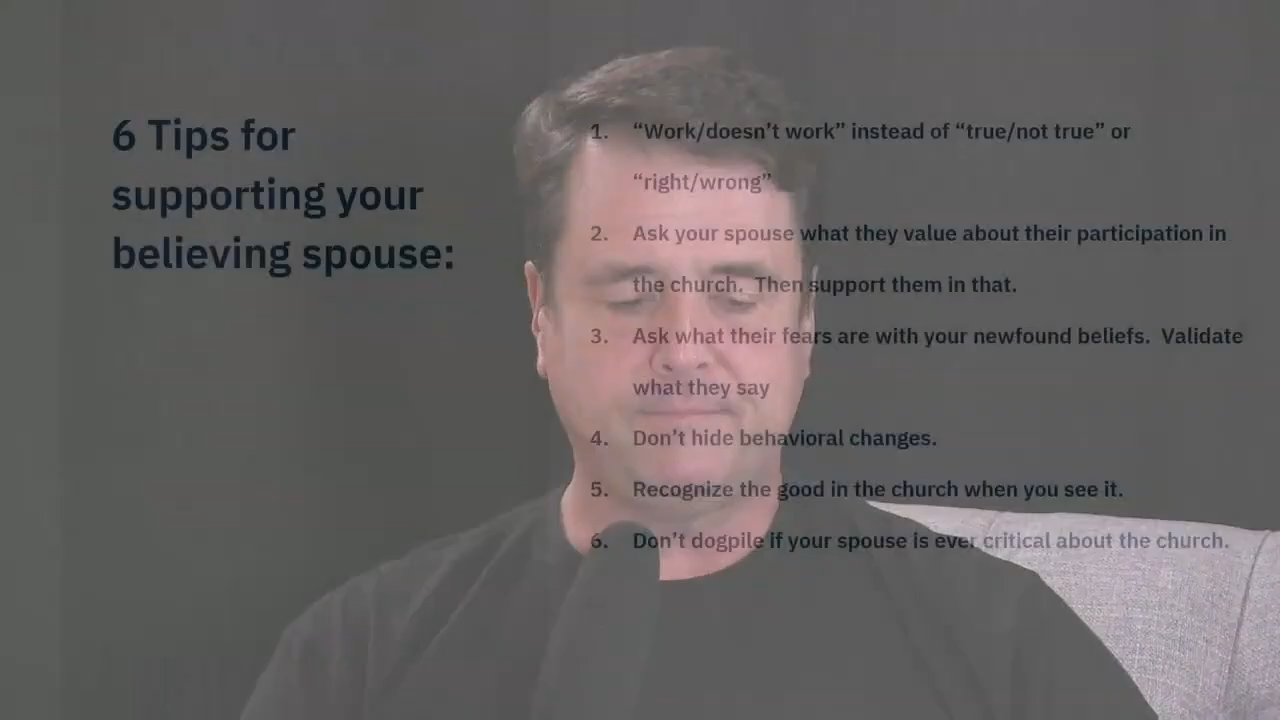 6 Tips for
supporting your
believing spouse:
1. “Work/doesn’t work” instead of “true/not true” or
“right/wrong”
2. Ask your spouse what they value about their participation in
the church.  Then support them in that.
3. Ask what their fears are with your newfound beliefs.  Validate
what they say
4. Don’t hide behavioral changes.
5. Recognize the good in the church when you see it.
6. Don’t dogpile if your spouse is ever critical about the church.